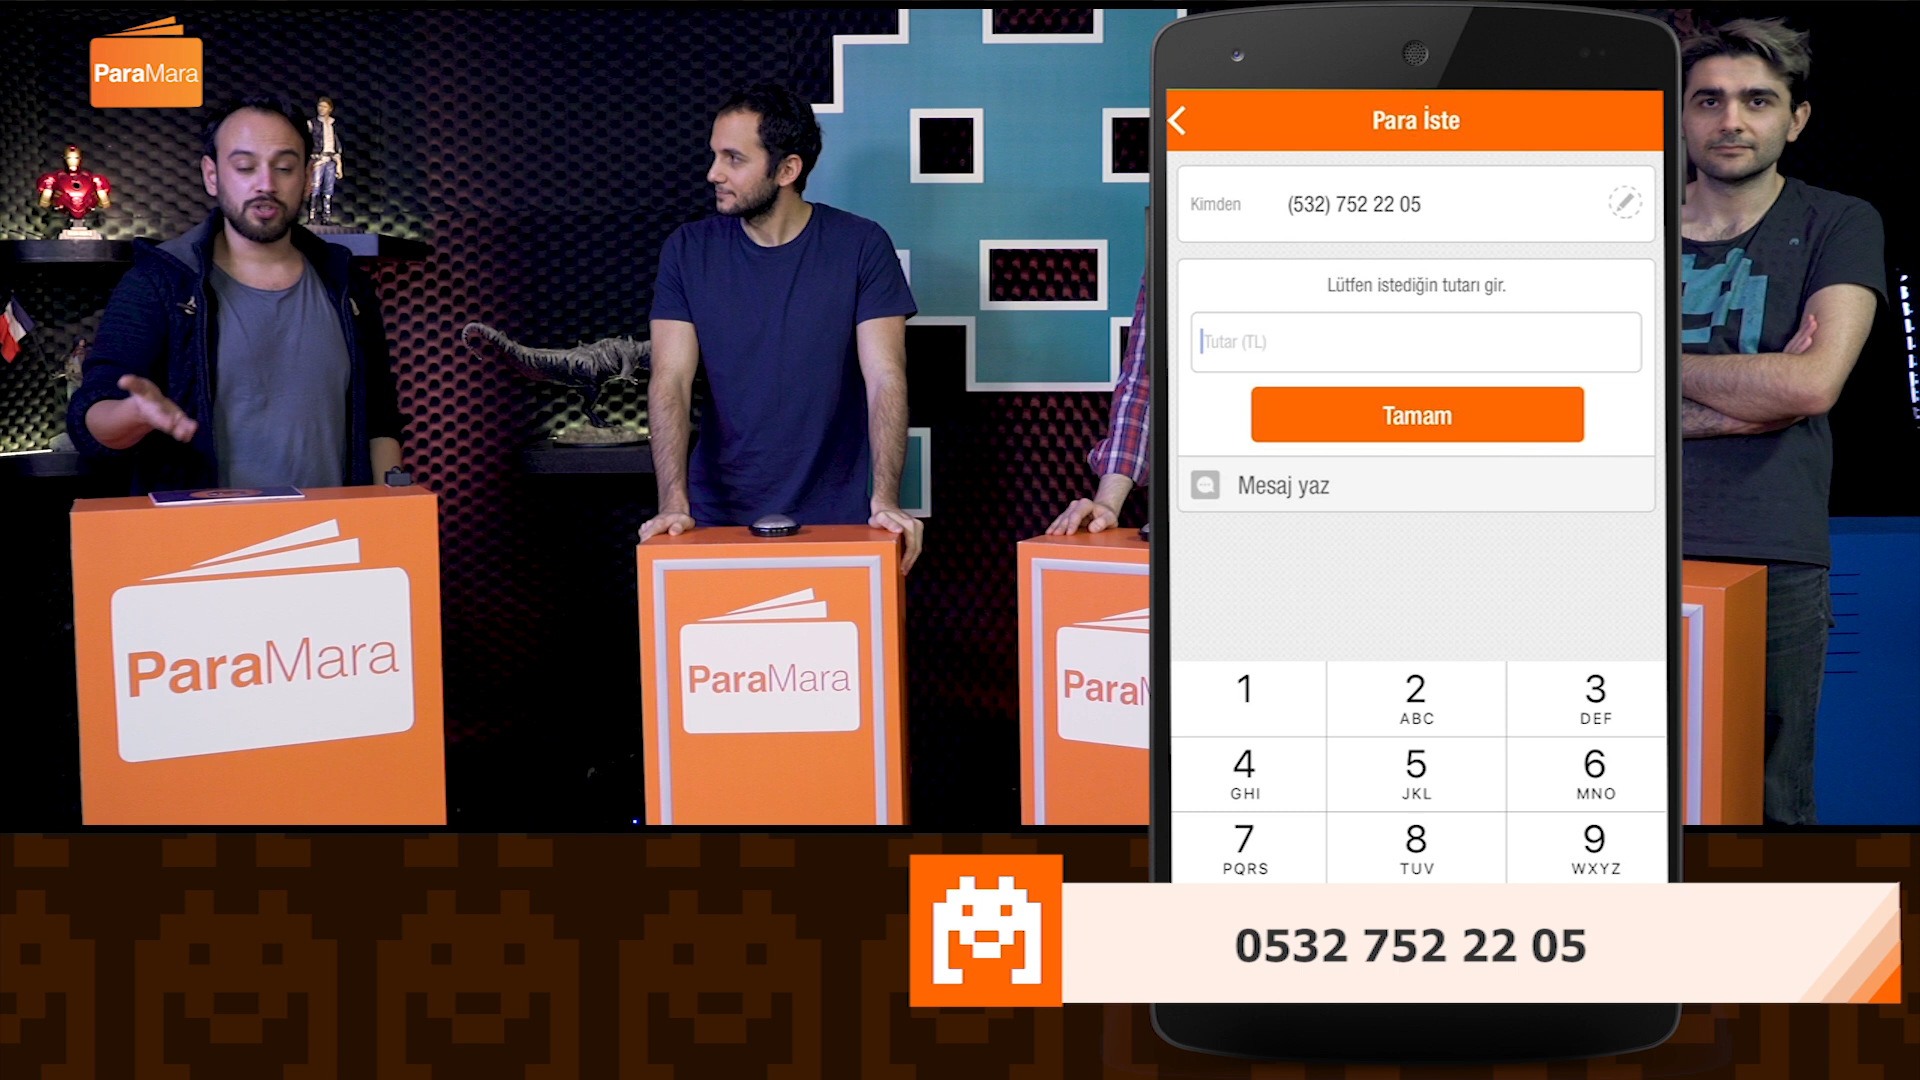 ParaMara
Para İste
Kimden (532) 752 22 05
Lütfen istediğin tutarı gir.
Tutar (TL)
Tamam
Mesaj yaz
ParaMara
ParaMara
Para
1
2
ABC
3
DEF
4
GHI
5
JKL
6
MNO
7
PQRS
8
TUV
9
WXYZ
0532 752 22 05